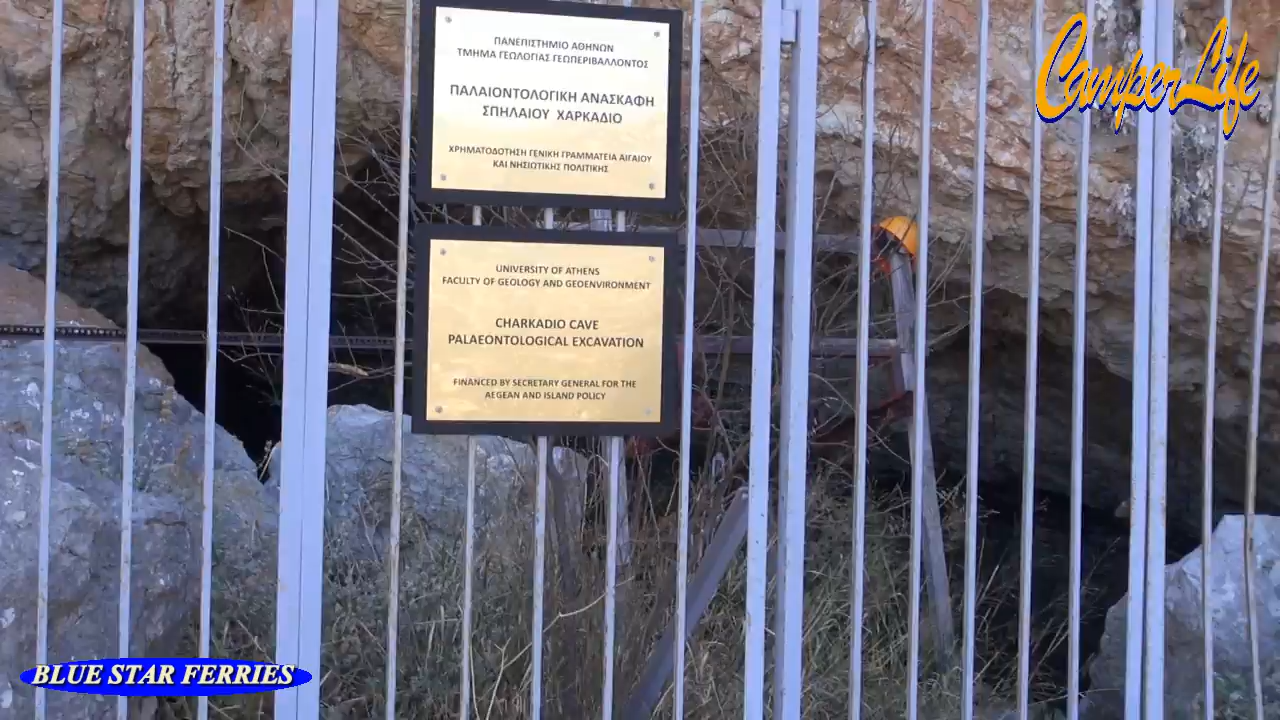 CamperLife
ΠΑΝΕΠΙΣΤΗΜΙΟ ΑΘΗΝΩΝ
ΤΜΗΜΑ ΓΕΩΛΟΓΙΑΣ ΓΕΩΠΕΡΙΒΑΛΛΟΝΤΟΣ
ΠΑΛΑΙΟΝΤΟΛΟΓΙΚΗ ΑΝΑΣΚΑΦΗ
ΣΠΗΛΑΙΟΥ ΧΑΡΚΑΔΙΟ
ΧΡΗΜΑΤΟΔΟΤΗΣΗ ΓΕΝΙΚΗ ΓΡΑΜΜΑΤΕΙΑ ΑΙΓΑΙΟΥ
ΚΑΙ ΝΗΣΙΩΤΙΚΗΣ ΠΟΛΙΤΙΚΗΣ
UNIVERSITY OF ATHENS
FACULTY OF GEOLOGY AND GEOENVIRONMENT
CHARKADIO CAVE
PALAEONTOLOGICAL EXCAVATION
FINANCED BY SECRETARY GENERAL FOR THE
AEGEAN AND ISLAND POLICY
BLUE STAR FERRIES